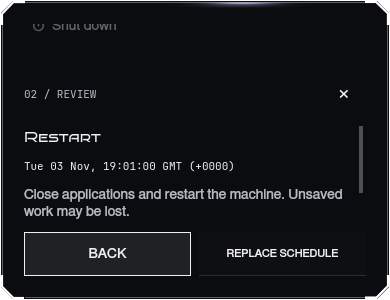 Shut down
02 / REVIEW
RESTART
Tue 03 Nov, 19:01:00 GMT (+0000)
Close applications and restart the machine. Unsaved
work may be lost.
BACK
REPLACE SCHEDULE